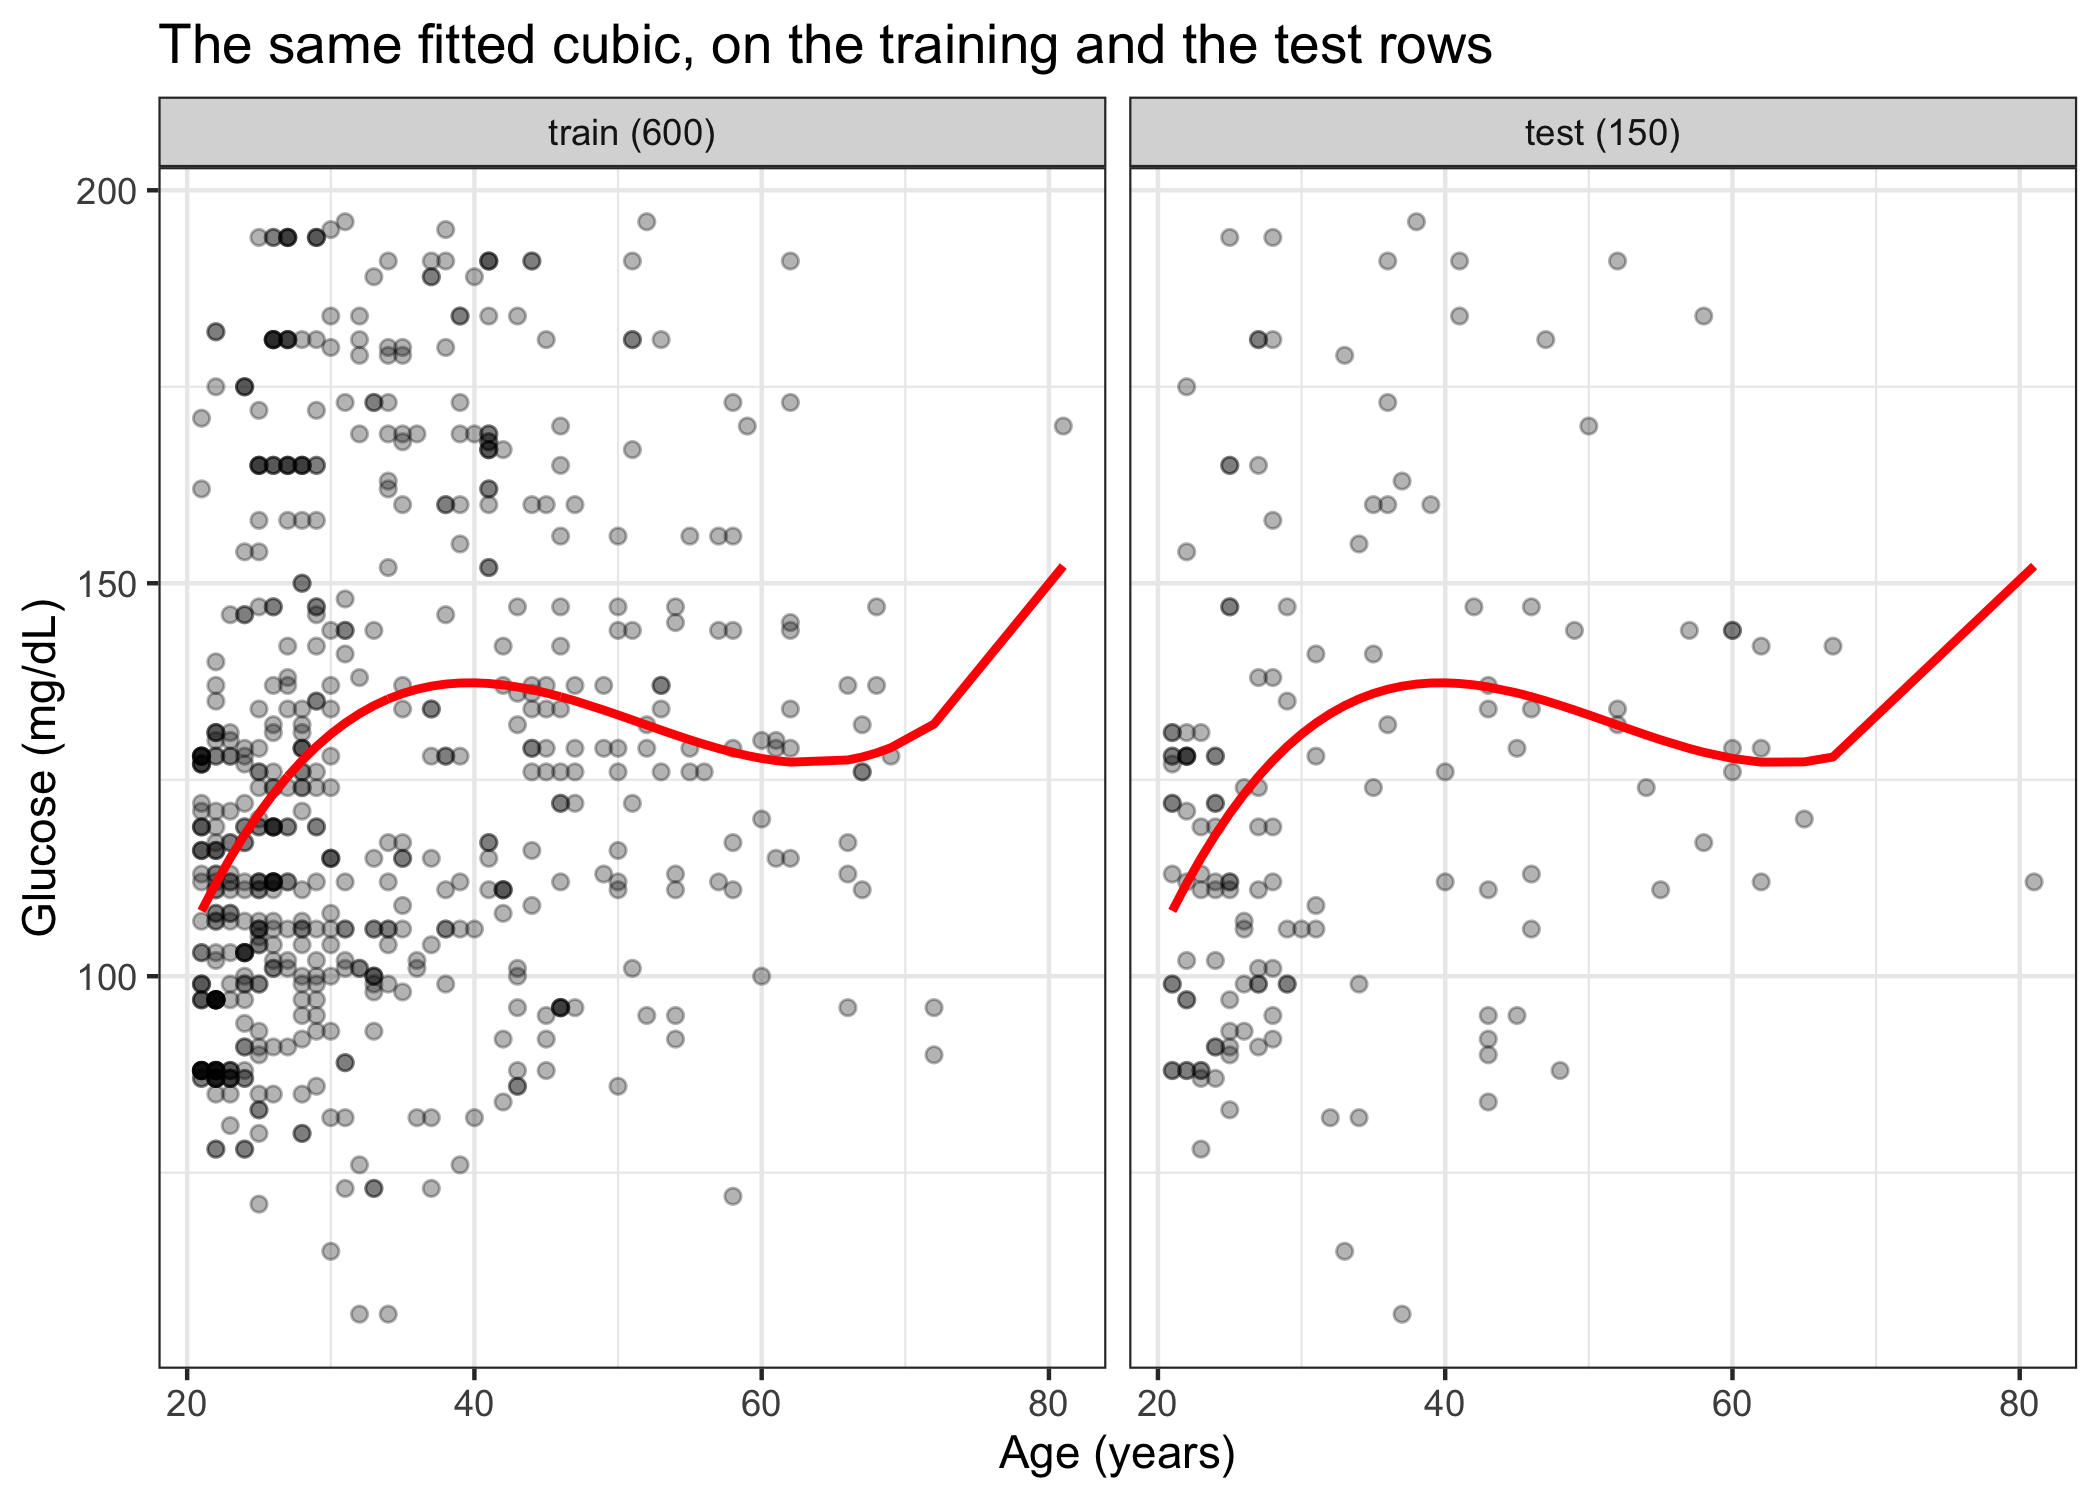 The same fitted cubic, on the training and the test rows
train (600)
test (150)
200
150
100
Glucose (mg/dL)
20 40 60 80
20 40 60 80
Age (years)